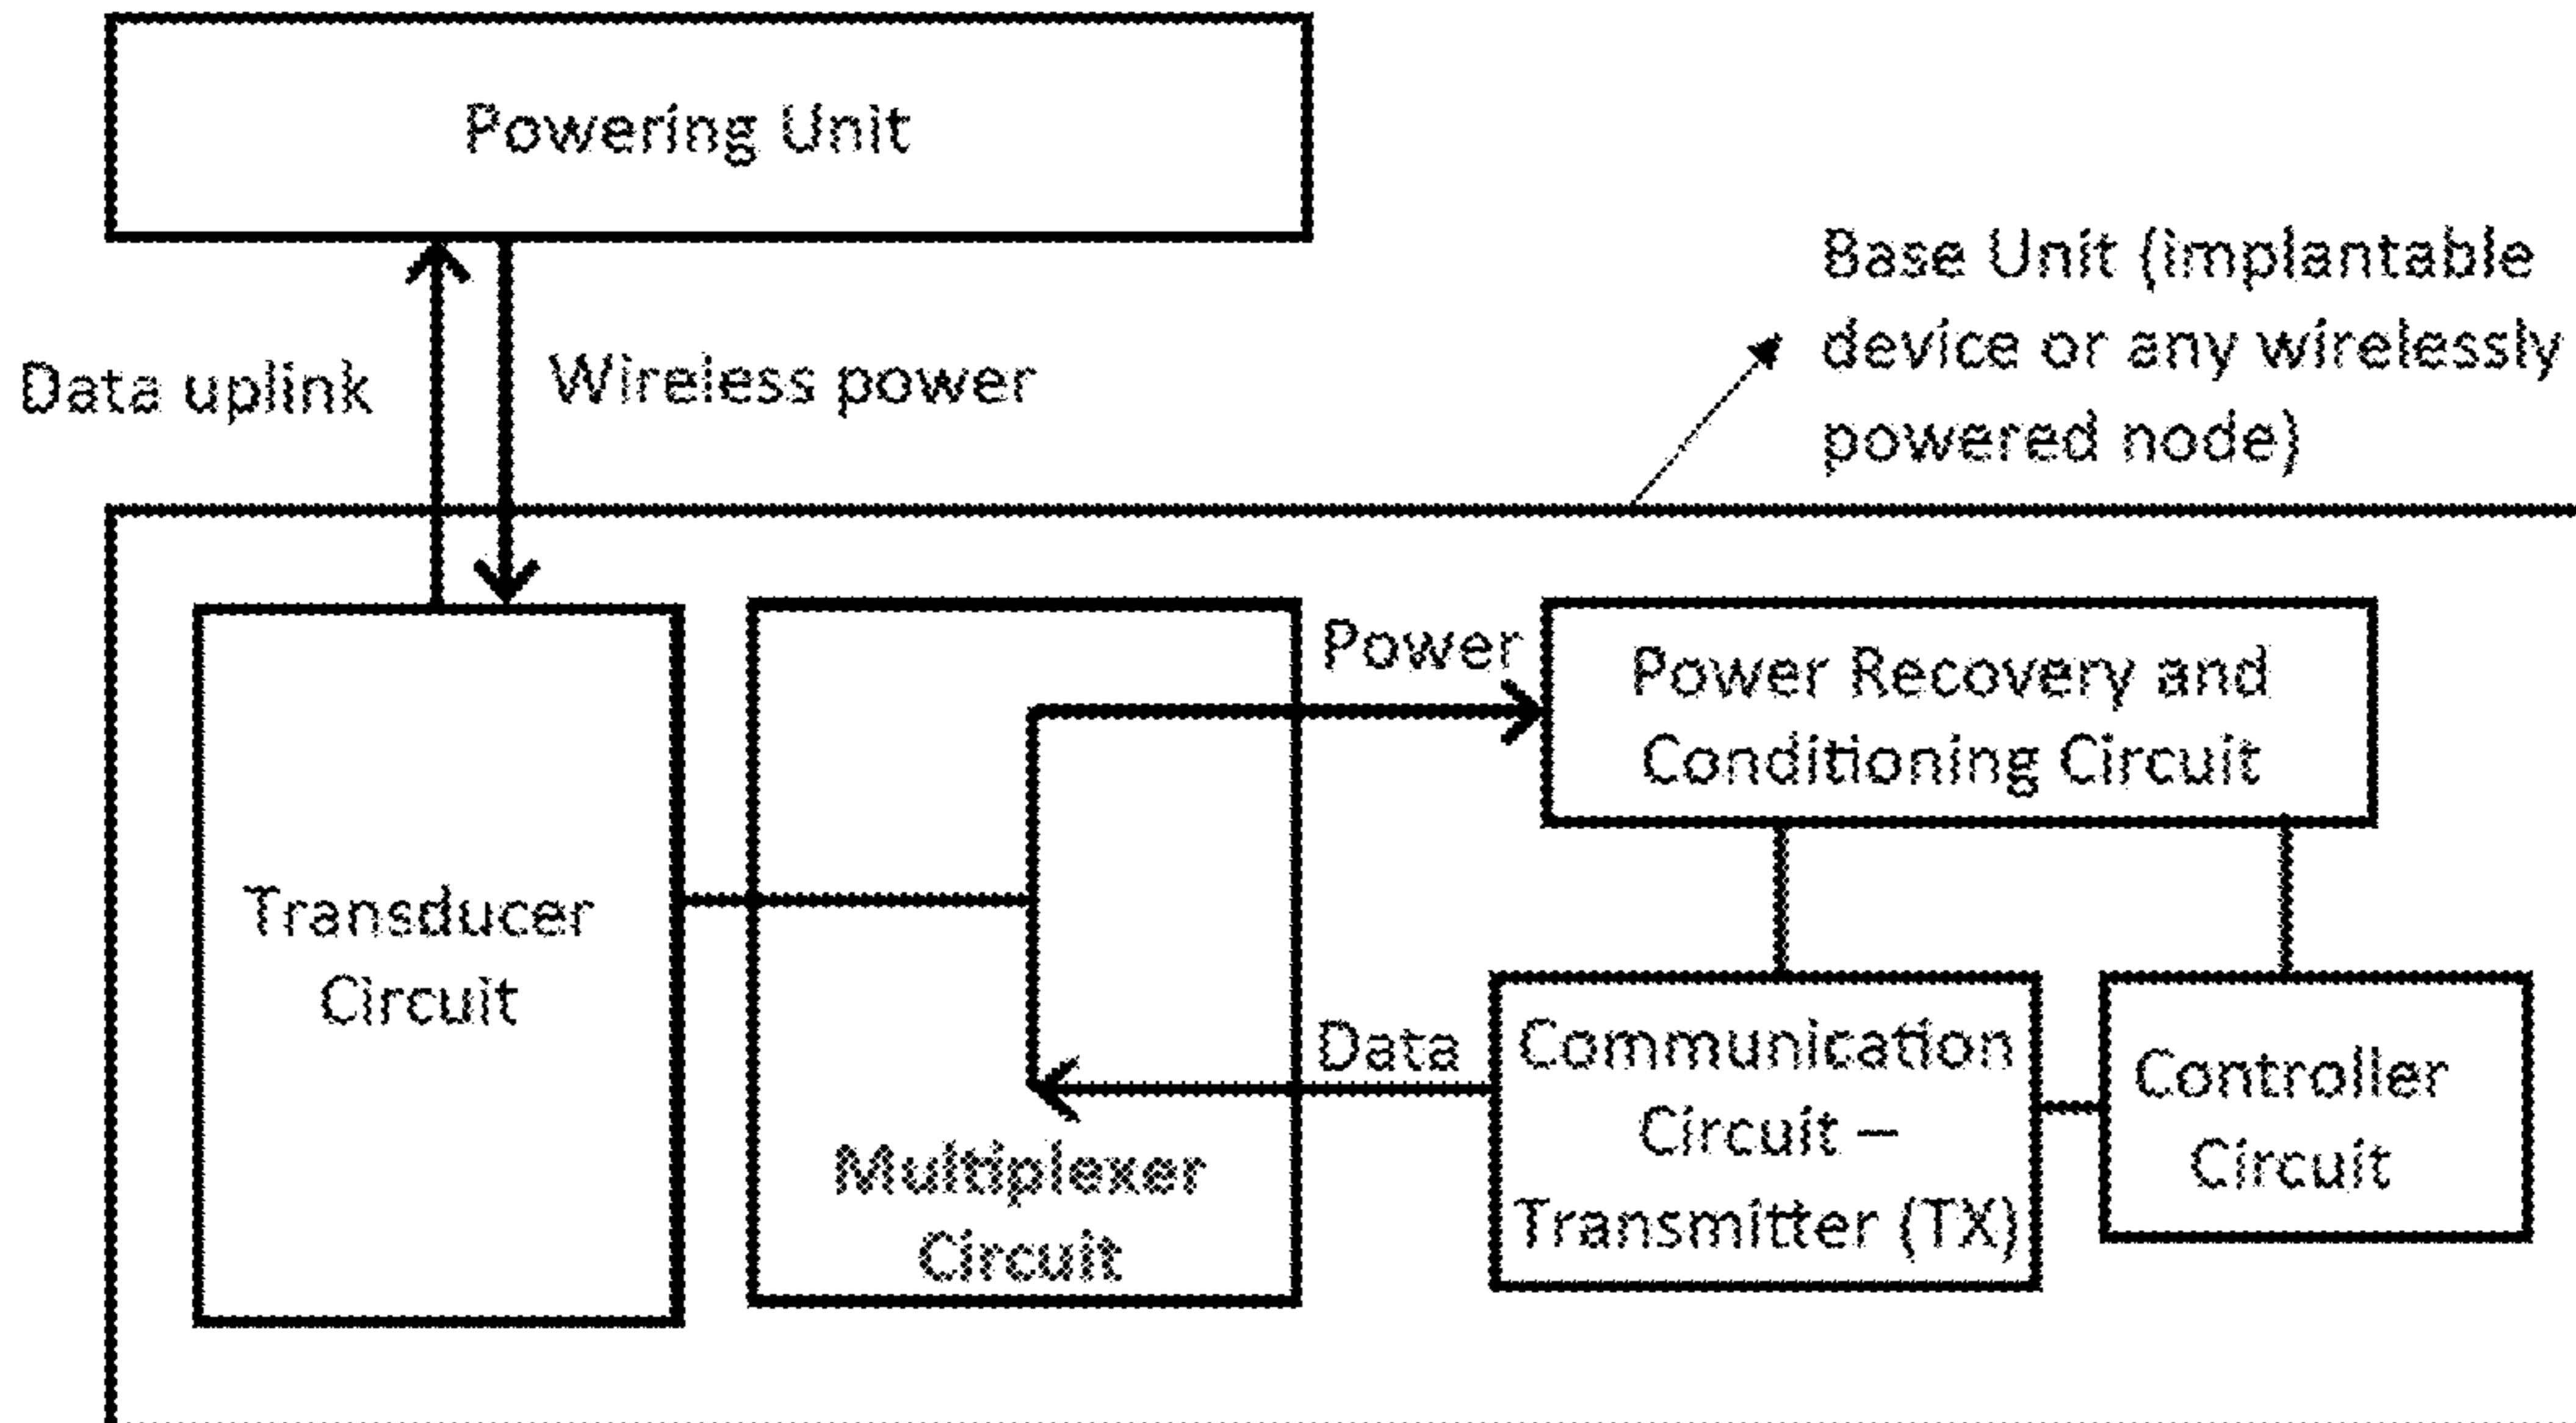 Powering Unit
Data uplink
Wireless power
Base Unit (implantable
device or any wirelessly
powered node)
Transducer
Circuit
Multiplexer
Circuit
Power
Power Recovery and
Conditioning Circuit
Data
Communication
Circuit –
Transmitter (TX)
Controller
Circuit